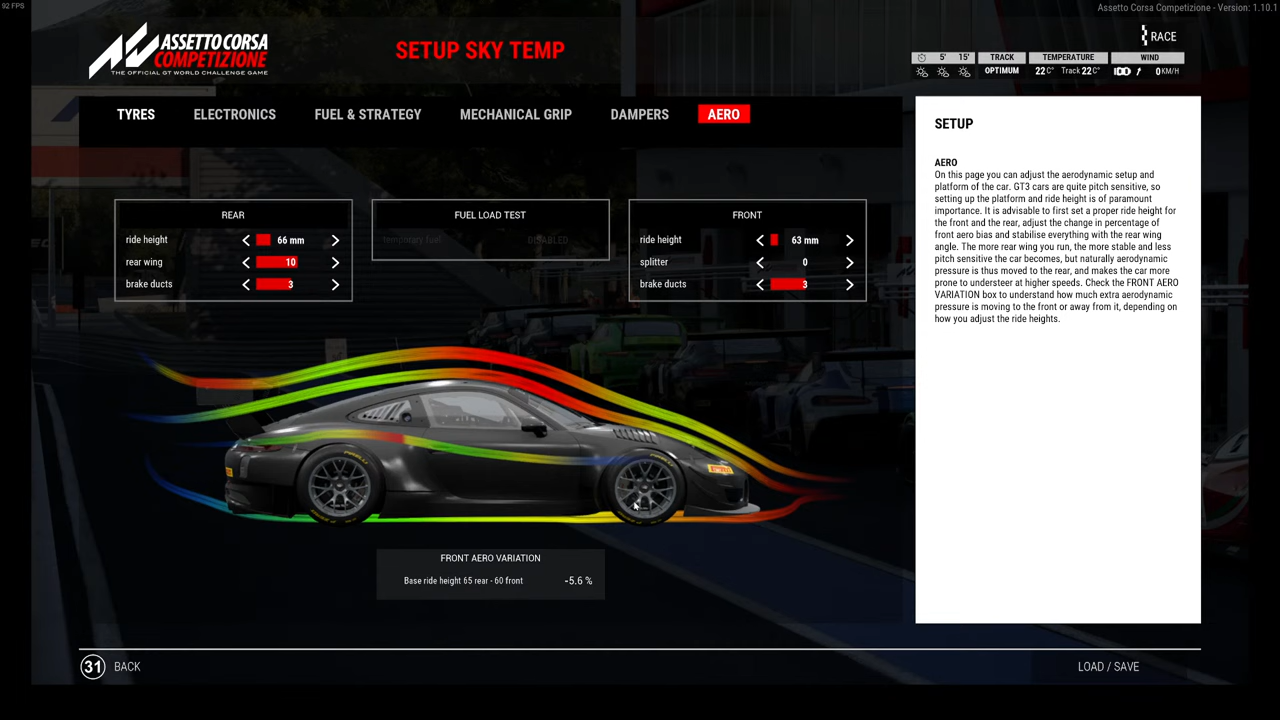 92 FPS
Assetto Corsa Competizione - Version: 1.10.1
ASSETTO CORSA
COMPETIZIONE
THE OFFICIAL GT WORLD CHALLENGE GAME
SETUP SKY TEMP
RACE
5' 15' TRACK TEMPERATURE WIND
OPTIMUM 22C° Track 22C° 0KM/H
TYRES ELECTRONICS FUEL & STRATEGY MECHANICAL GRIP DAMPERS AERO
REAR
ride height 66 mm
rear wing 10
brake ducts 3
FUEL LOAD TEST
temporary fuel DISABLED
FRONT
ride height 63 mm
splitter 0
brake ducts 3
SETUP
AERO
On this page you can adjust the aerodynamic setup and
platform of the car. GT3 cars are quite pitch sensitive, so
setting up the platform and ride height is of paramount
importance. It is advisable to first set a proper ride height for
the front and the rear, adjust the change in percentage of
front aero bias and stabilise everything with the rear wing
angle. The more rear wing you run, the more stable and less
pitch sensitive the car becomes, but naturally aerodynamic
pressure is thus moved to the rear, and makes the car more
prone to understeer at higher speeds. Check the FRONT AERO
VARIATION box to understand how much extra aerodynamic
pressure is moving to the front or away from it, depending on
how you adjust the ride heights.
PIRELLI
PIRELLI
FRONT AERO VARIATION
Base ride height 65 rear - 60 front -5.6 %
31 BACK
LOAD / SAVE